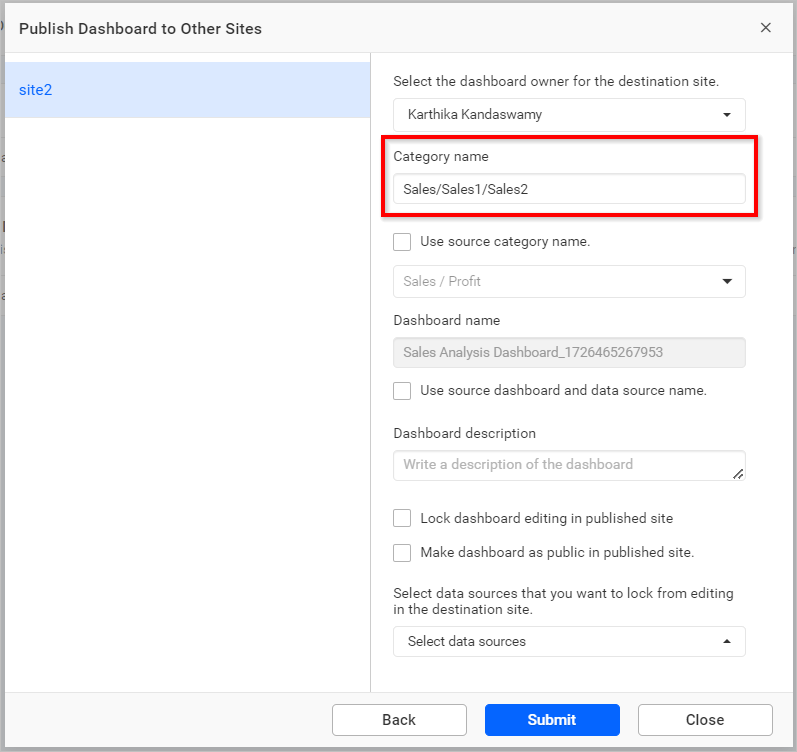 Publish Dashboard to Other Sites
site2
Select the dashboard owner for the destination site.
Karthika Kandaswamy
Category name
Sales/Sales1/Sales2
Use source category name.
Sales / Profit
Dashboard name
Sales Analysis Dashboard_1726465267953
Use source dashboard and data source name.
Dashboard description
Write a description of the dashboard
Lock dashboard editing in published site
Make dashboard as public in published site.
Select data sources that you want to lock from editing
in the destination site.
Select data sources
Back
Submit
Close